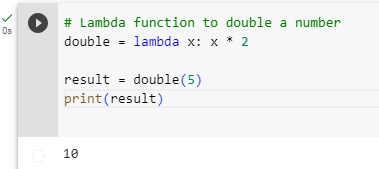 0s
# Lambda function to double a number
double = lambda x: x * 2
result = double(5)
print(result)
10